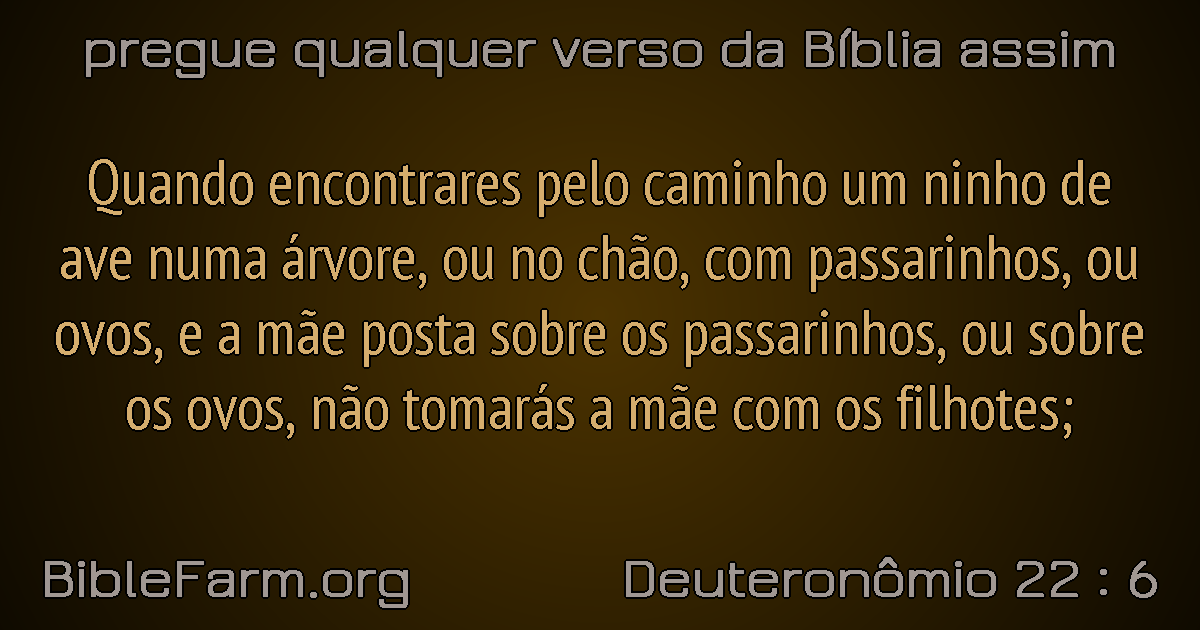 pregue qualquer verso da Bíblia assim
Quando encontrares pelo caminho um ninho de
ave numa árvore, ou no chão, com passarinhos, ou
ovos, e a mãe posta sobre os passarinhos, ou sobre
os ovos, não tomarás a mãe com os filhotes;
BibleFarm.org
Deuteronômio 22 : 6